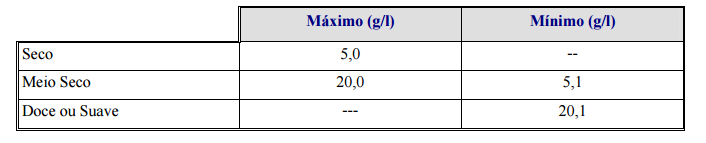 Máximo (g/l) Mínimo (g/l)
Seco 5,0 --
Meio Seco 20,0 5,1
Doce ou Suave --- 20,1